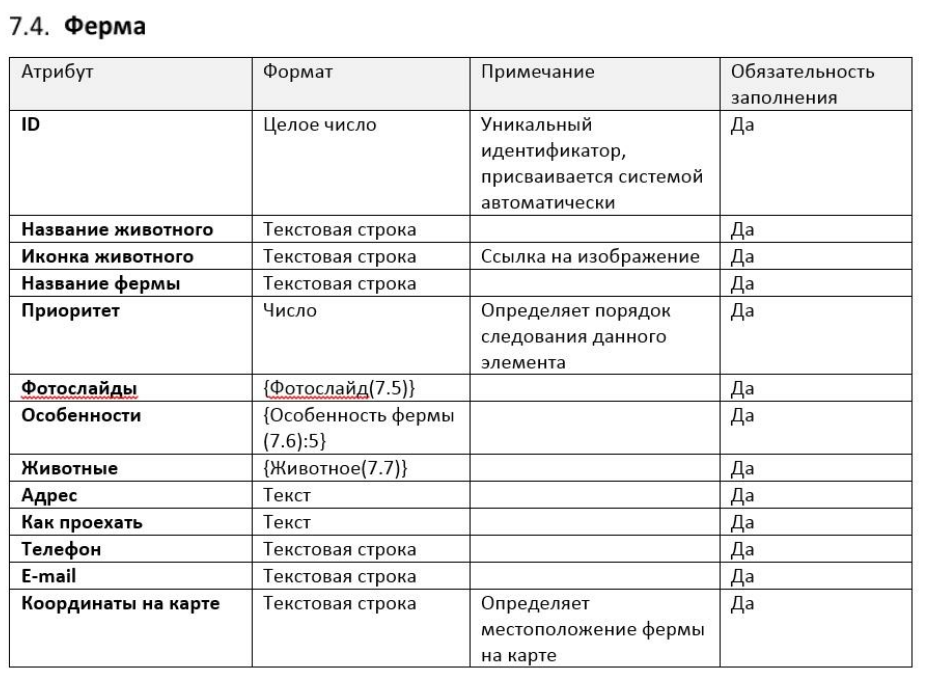 7.4. Ферма
Атрибут Формат Примечание Обязательность
заполнения
ID Целое число Уникальный Да
идентификатор,
присваивается системой
автоматически
Название животного Текстовая строка Да
Иконка животного Текстовая строка Ссылка на изображение Да
Название фермы Текстовая строка Да
Приоритет Число Определяет порядок Да
следования данного
элемента
Фотослайды {Фотослайд(7.5)} Да
Особенности {Особенность фермы Да
(7.6):5}
Животные {Животное(7.7)} Да
Адрес Текст Да
Как проехать Текст Да
Телефон Текстовая строка Да
E-mail Текстовая строка Да
Координаты на карте Текстовая строка Определяет Да
местоположение фермы
на карте